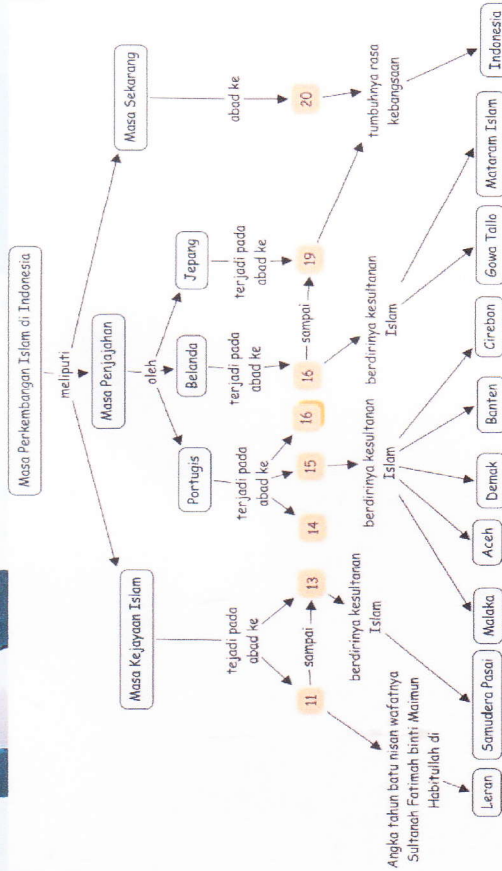 Masa Perkembangan Islam di Indonesia
meliputi
Masa Kejayaan Islam
Masa Penjajahan
Masa Sekarang
oleh
Portugis
Belanda
Jepang
tejadi pada
abad ke
terjadi pada
abad ke
terjadi pada
abad ke
terjadi pada
abad ke
abad ke
11
sampai
13
14
15
16
16
sampai
19
20
Angka tahun batu nisan wafatnya
Sultanah Fatimah binti Maimun
Habitullah di
berdirinya kesultanan
Islam
berdirinya kesultanan
Islam
berdirinya kesultanan
Islam
tumbuhnya rasa
kebangsaan
Leran
Samudera Pasai
Malaka
Aceh
Demak
Banten
Cirebon
Gowa Tallo
Mataram Islam
Indonesia